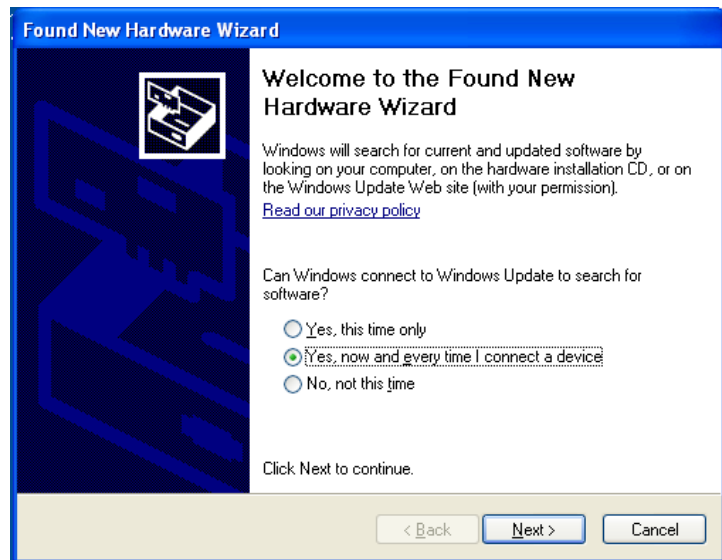 Found New Hardware Wizard
Welcome to the Found New
Hardware Wizard
Windows will search for current and updated software by
looking on your computer, on the hardware installation CD, or on
the Windows Update Web site (with your permission).
Read our privacy policy
Can Windows connect to Windows Update to search for
software?
Yes, this time only
Yes, now and every time I connect a device
No, not this time
Click Next to continue.
< Back
Next >
Cancel